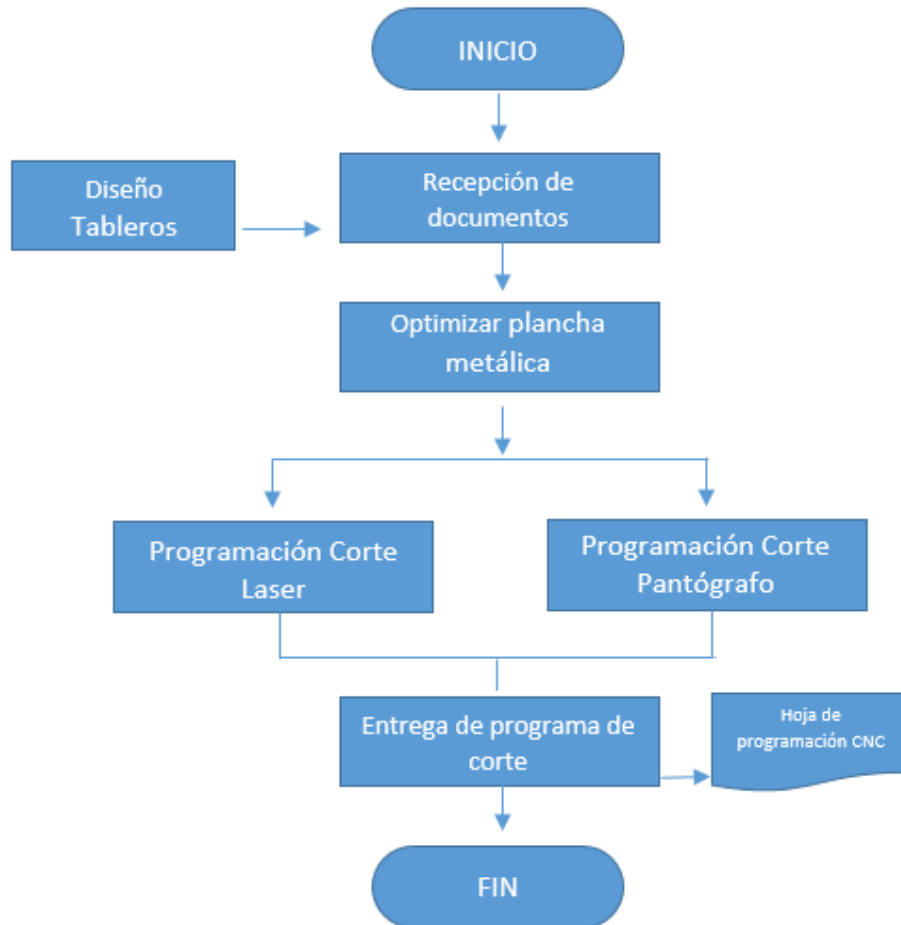 INICIO
Diseño
Tableros
Recepción de
documentos
Optimizar plancha
metálica
Programación Corte
Laser
Programación Corte
Pantógrafo
Entrega de programa de
corte
Hoja de
programación CNC
FIN